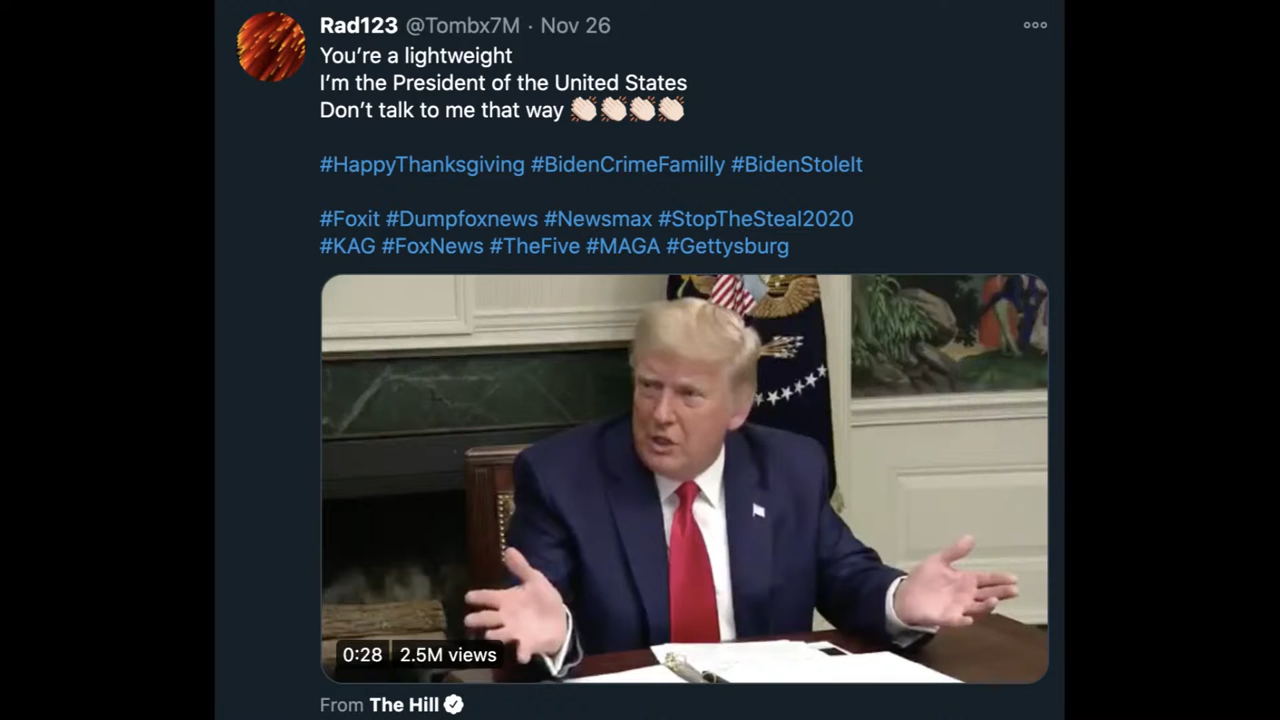 Rad123 @Tombx7M · Nov 26
You're a lightweight
I'm the President of the United States
Don't talk to me that way 👏🏻👏🏻👏🏻👏🏻
#HappyThanksgiving #BidenCrimeFamilly #BidenStoleIt
#Foxit #Dumpfoxnews #Newsmax #StopTheSteal2020
#KAG #FoxNews #TheFive #MAGA #Gettysburg
0:28 2.5M views
From The Hill